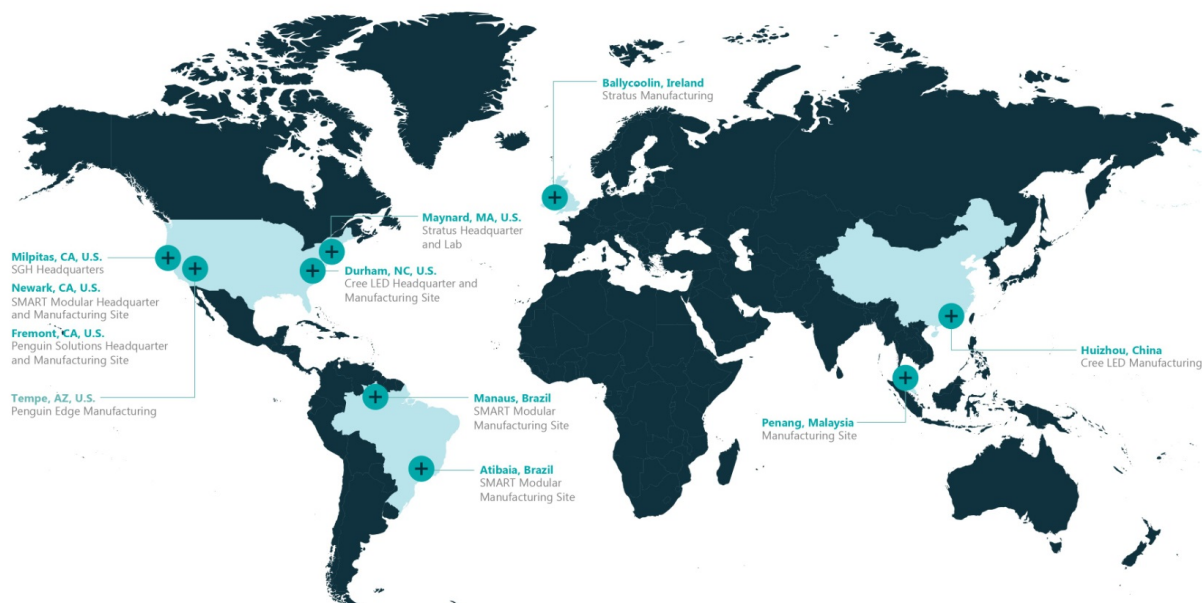 Ballycoolin, Ireland
Stratus Manufacturing
Maynard, MA, U.S.
Stratus Headquarter
and Lab
Milpitas, CA, U.S.
SGH Headquarters
Newark, CA, U.S.
SMART Modular Headquarter
and Manufacturing Site
Fremont, CA, U.S.
Penguin Solutions Headquarter
and Manufacturing Site
Tempe, AZ, U.S.
Penguin Edge Manufacturing
Durham, NC, U.S.
Cree LED Headquarter and
Manufacturing Site
Manaus, Brazil
SMART Modular
Manufacturing Site
Atibaia, Brazil
SMART Modular
Manufacturing Site
Huizhou, China
Cree LED Manufacturing
Penang, Malaysia
Manufacturing Site